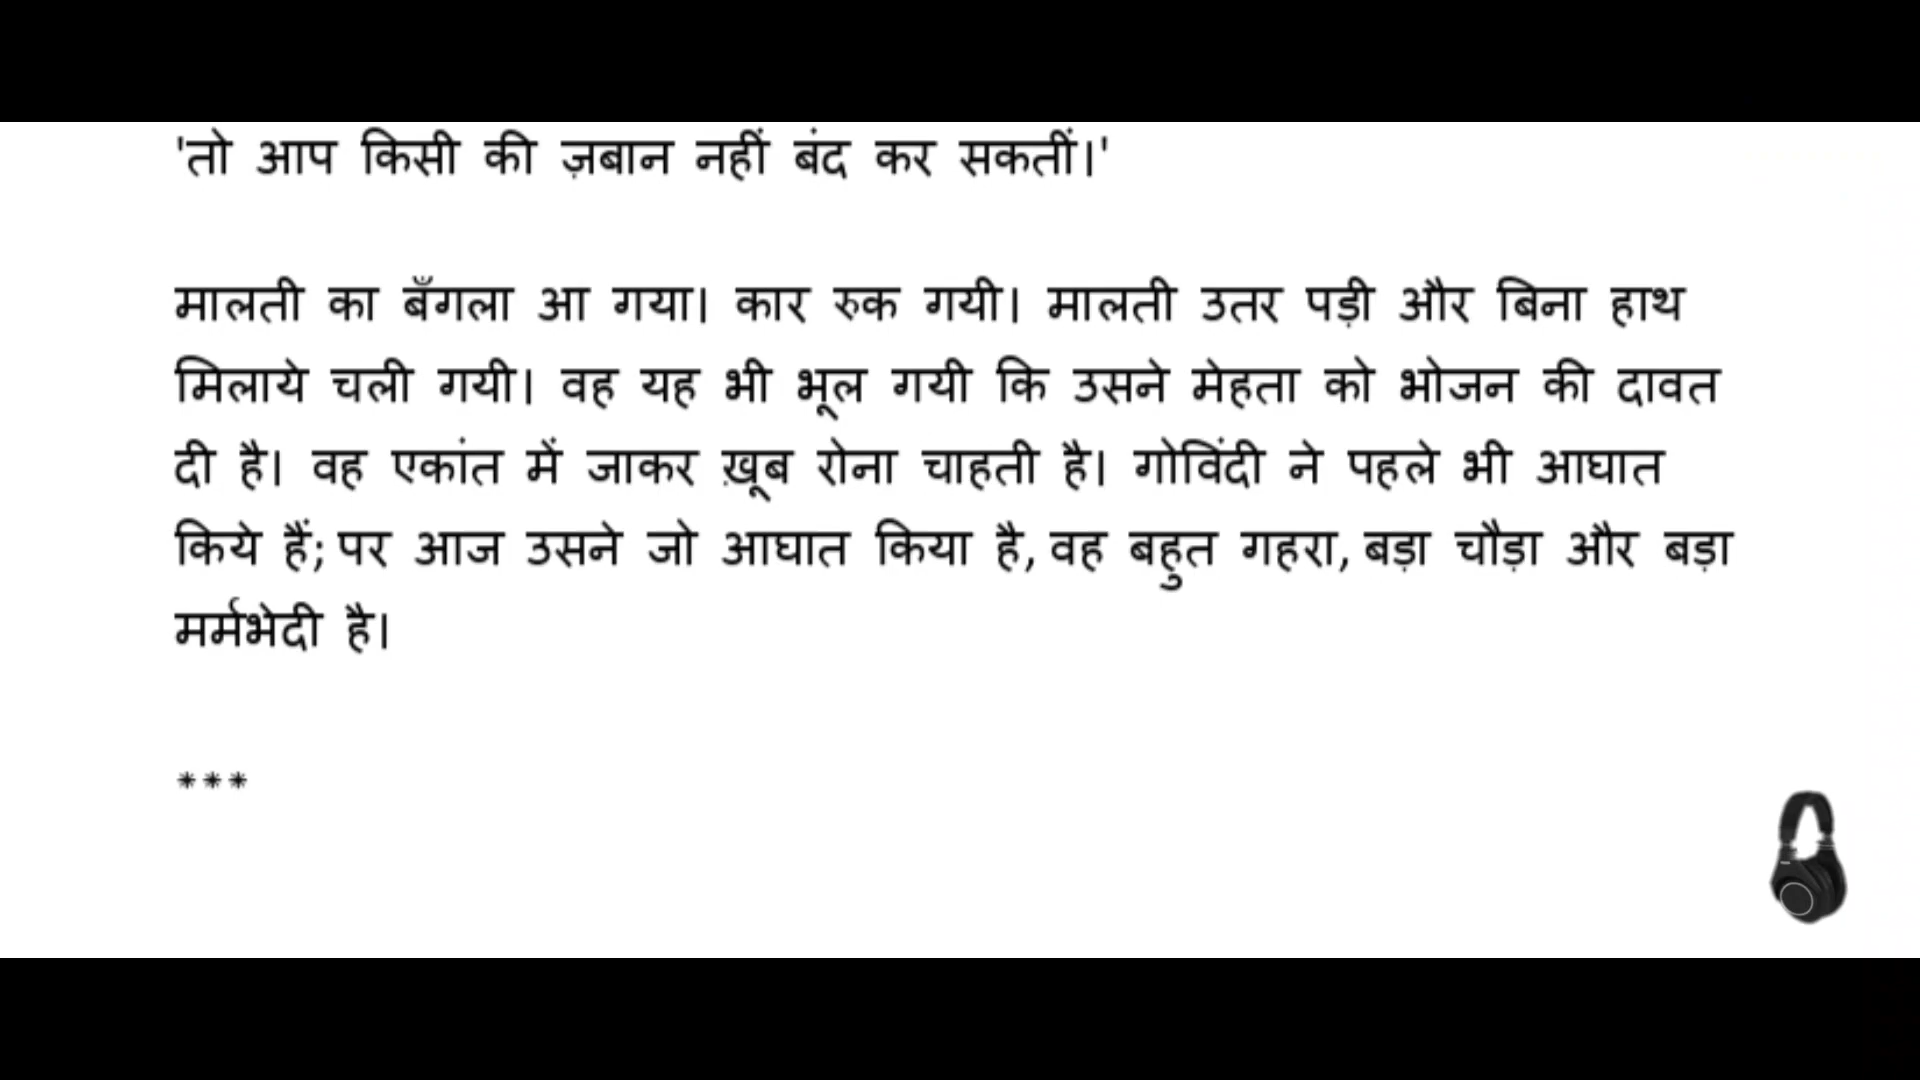 'तो आप किसी की ज़बान नहीं बंद कर सकतीं।'
मालती का बँगला आ गया। कार रुक गयी। मालती उतर पड़ी और बिना हाथ
मिलाये चली गयी। वह यह भी भूल गयी कि उसने मेहता को भोजन की दावत
दी है। वह एकांत में जाकर ख़ूब रोना चाहती है। गोविंदी ने पहले भी आघात
किये हैं; पर आज उसने जो आघात किया है, वह बहुत गहरा, बड़ा चौड़ा और बड़ा
मर्मभेदी है।
***